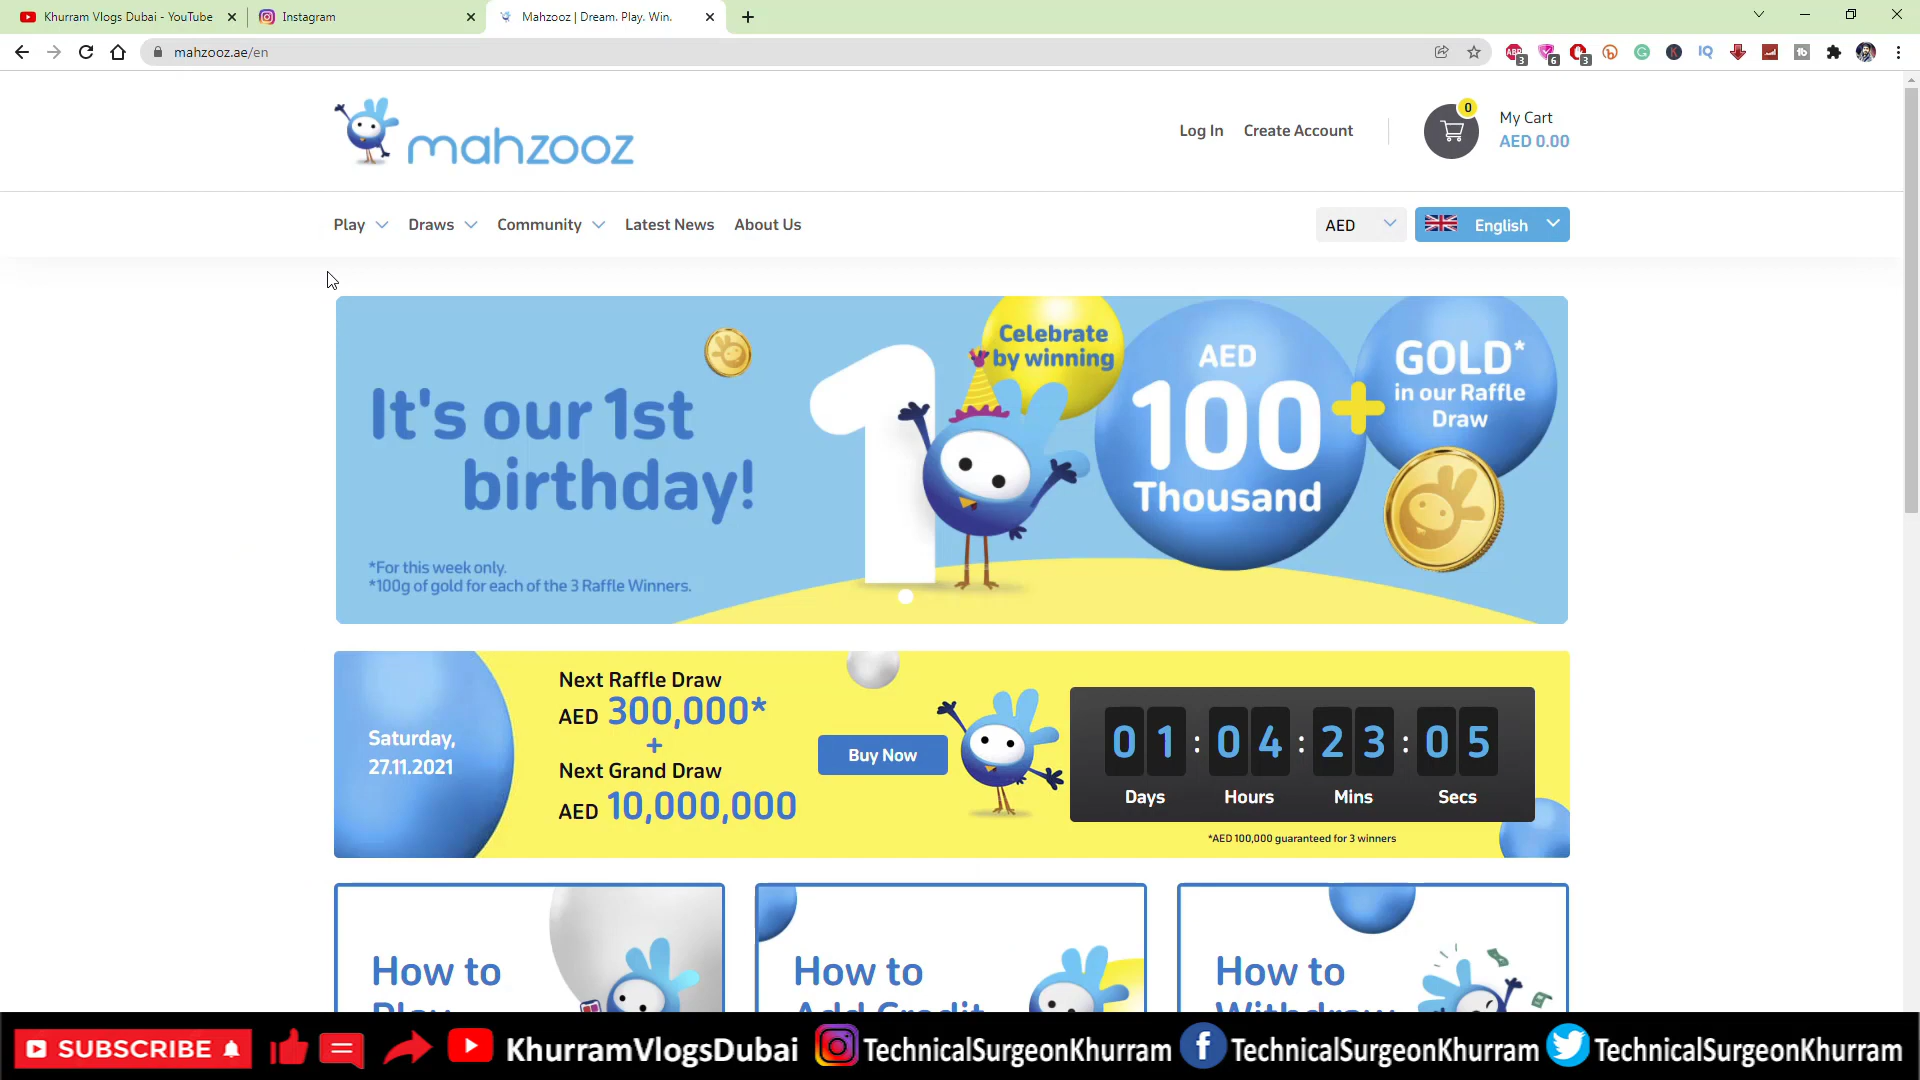 Khurram Vlogs Dubai - YouTube
Instagram
Mahzooz | Dream. Play. Win.
mahzooz.ae/en
mahzooz
Log In
Create Account
0
My Cart
AED 0.00
Play
Draws
Community
Latest News
About Us
AED
English
It's our 1st
birthday!
*For this week only.
*100g of gold for each of the 3 Raffle Winners.
1
Celebrate
by winning
AED
100
Thousand
+
GOLD*
in our Raffle
Draw
Saturday,
27.11.2021
Next Raffle Draw
AED 300,000*
+
Next Grand Draw
AED 10,000,000
Buy Now
01 : 04 : 23 : 05
Days Hours Mins Secs
*AED 100,000 guaranteed for 3 winners
How to
Play
How to
Add Credit
How to
Withdraw
SUBSCRIBE
KhurramVlogsDubai
TechnicalSurgeonKhurram
TechnicalSurgeonKhurram
TechnicalSurgeonKhurram